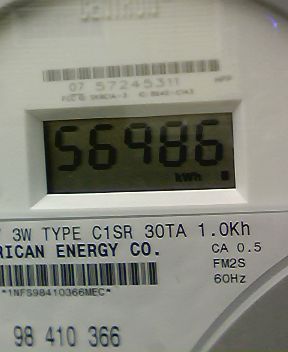 CENTRON
07 57245311
56986
kWh
3W TYPE C1SR 30TA 1.0Kh
RICAN ENERGY CO.
CA 0.5
FM2S
60Hz
*1NFS98410366MEC*
98 410 366